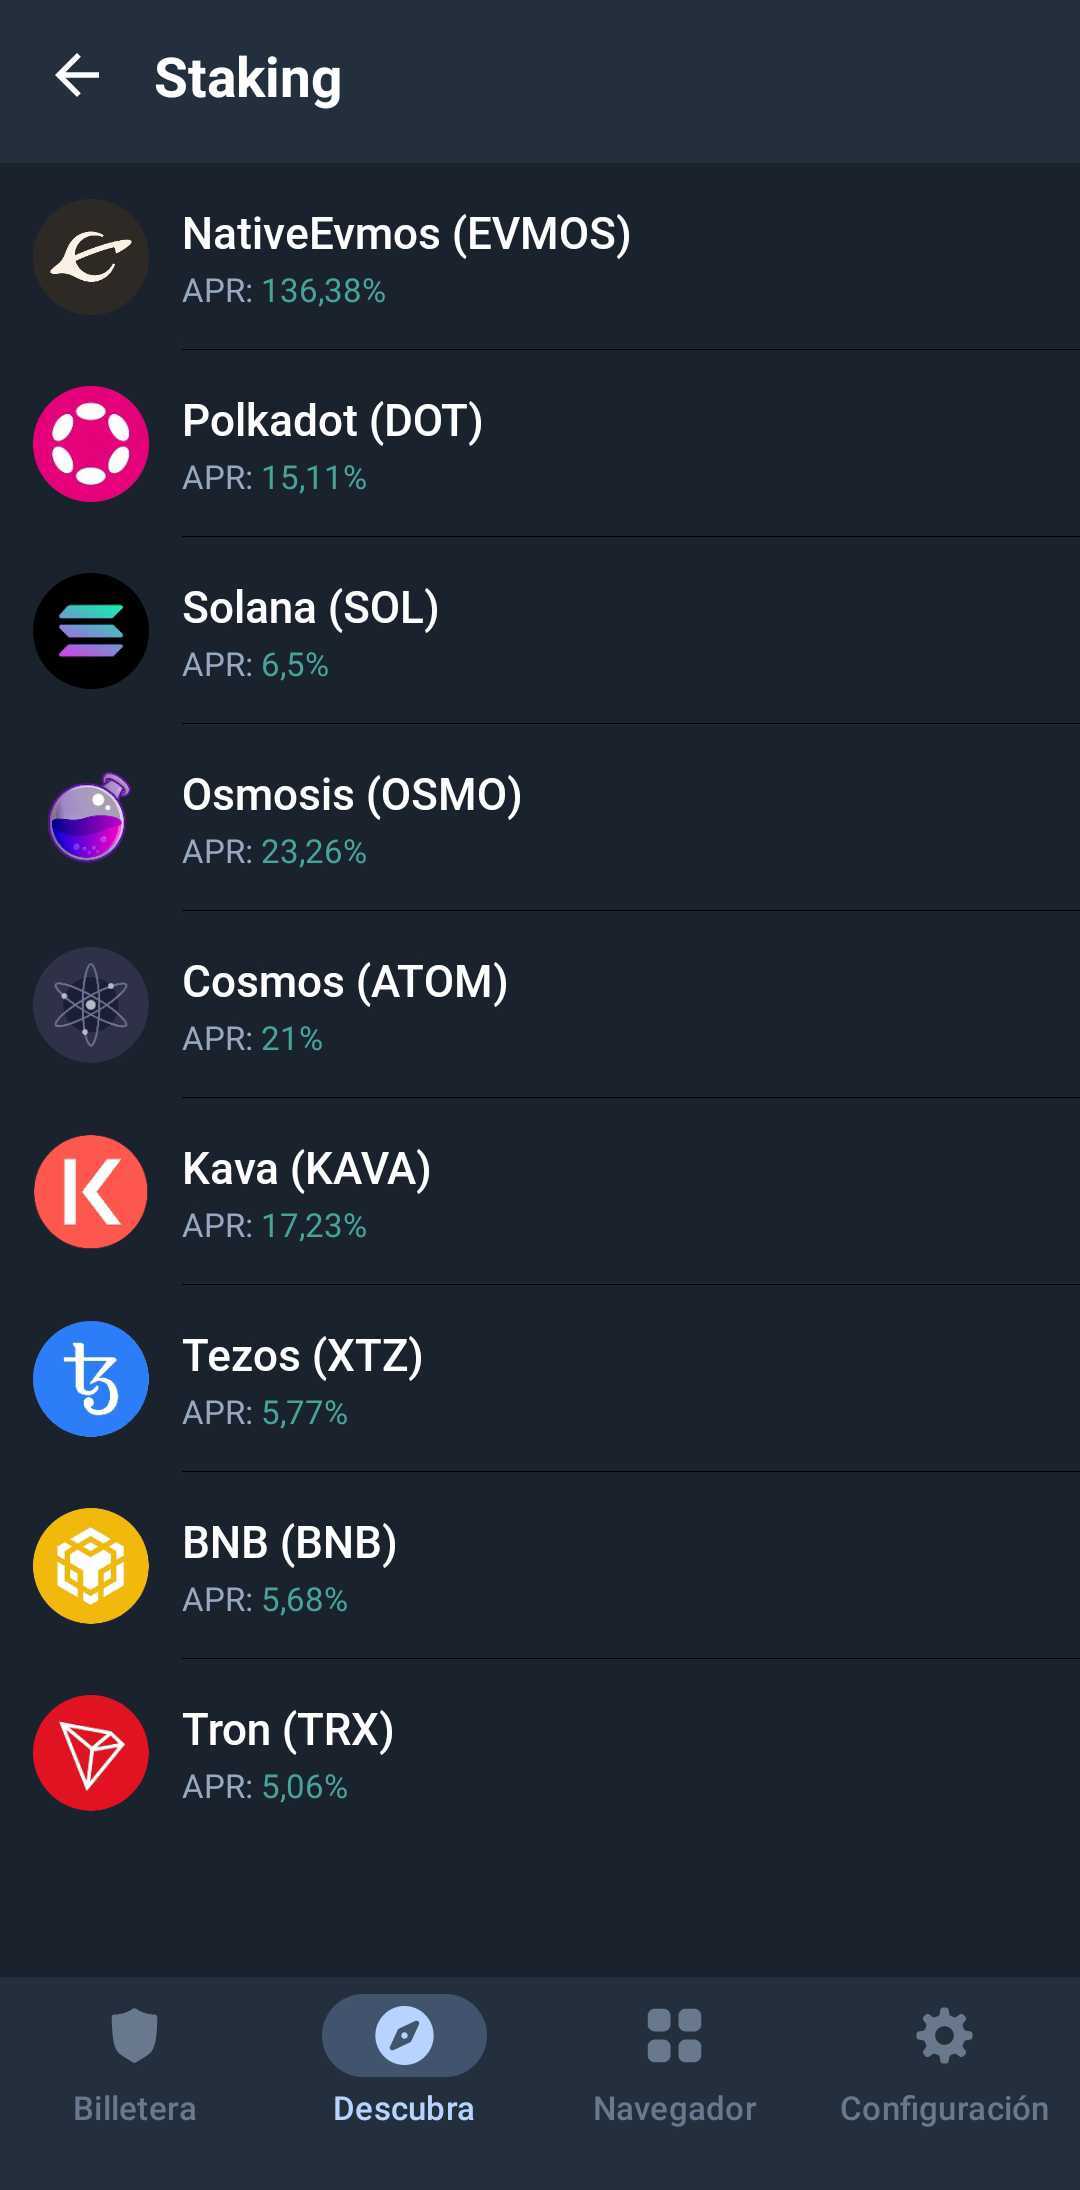 Staking
NativeEvmos (EVMOS)
APR: 136,38%
Polkadot (DOT)
APR: 15,11%
Solana (SOL)
APR: 6,5%
Osmosis (OSMO)
APR: 23,26%
Cosmos (ATOM)
APR: 21%
Kava (KAVA)
APR: 17,23%
Tezos (XTZ)
APR: 5,77%
BNB (BNB)
APR: 5,68%
Tron (TRX)
APR: 5,06%
Billetera
Descubra
Navegador
Configuración